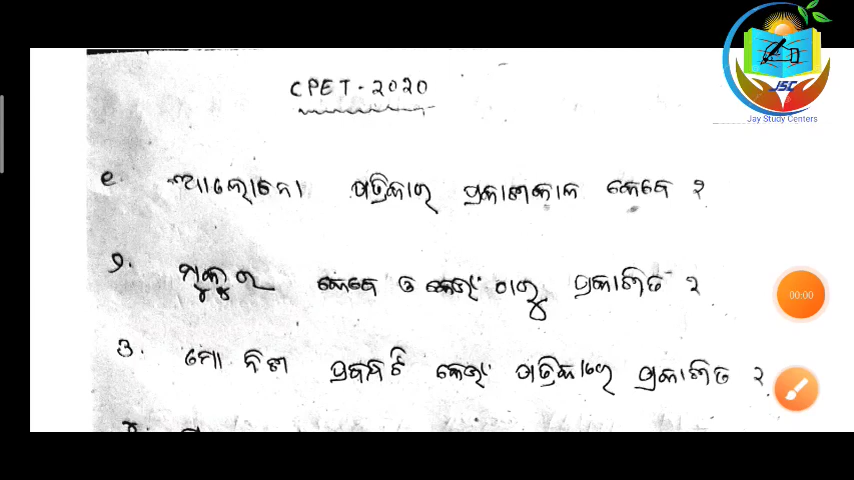 JSC
Jay Study Centers
CPET - 2020
୧ ଆଲୋଚନା ପତ୍ରିକାର ପ୍ରକାଶକାଳ କେବେ ?
୨. ମୁକୁର କେବେ ଓ କେଉଁ ଠାରୁ ପ୍ରକାଶିତ ?
୩. ମୋ ନିଶ ପ୍ରବନ୍ଧଟି କେଉଁ ପତ୍ରିକାରେ ପ୍ରକାଶିତ ?
00:00